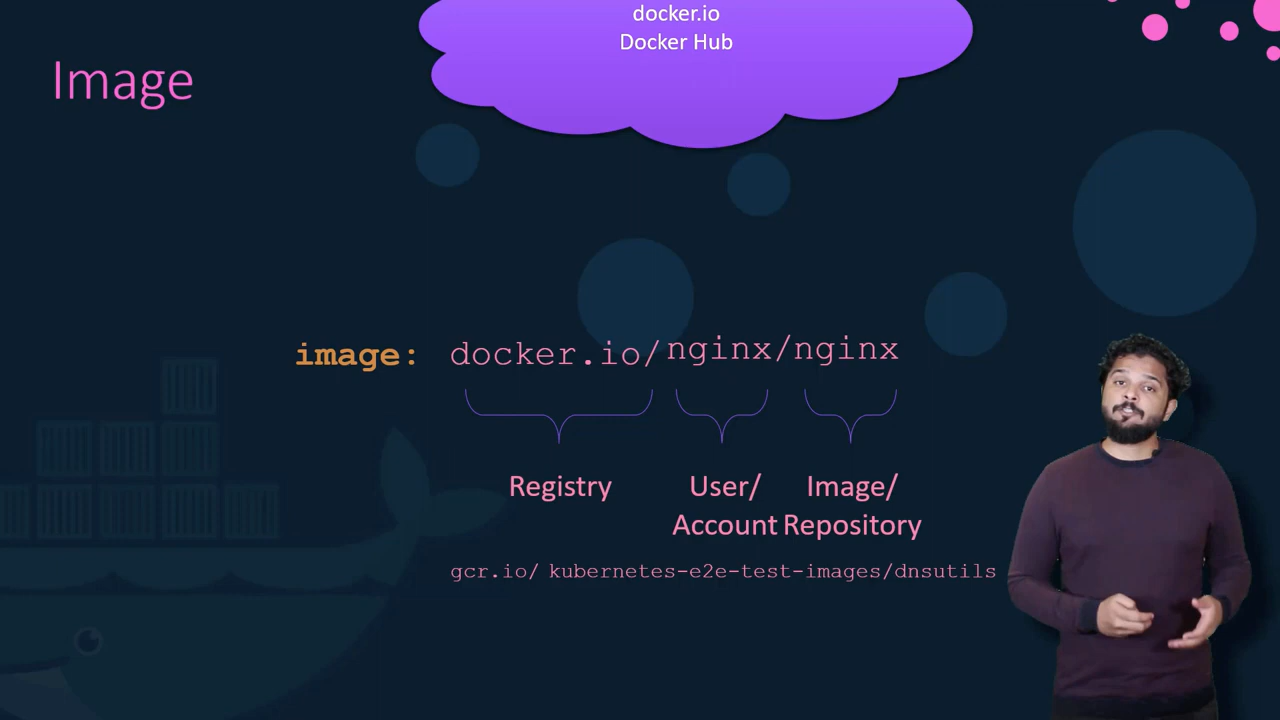 docker.io
Docker Hub
Image
image: docker.io/nginx/nginx
Registry
User/
Account
Image/
Repository
gcr.io/ kubernetes-e2e-test-images/dnsutils